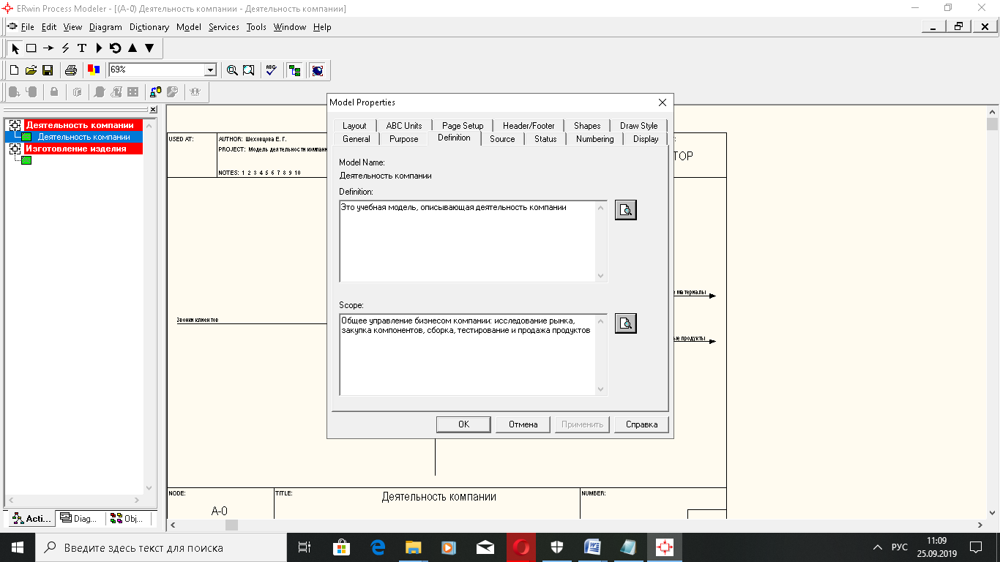 ERwin Process Modeler - [(A-0) Деятельность компании - Деятельность компании]
File Edit View Diagram Dictionary Model Services Tools Window Help
69%
ABC
Деятельность компании
Деятельность компании
Изготовление изделия
Acti...
Diag...
Obj...
USED AT:
AUTHOR: Шеховцова Е. Г.
PROJECT: Модель деятельности компани
NOTES: 1 2 3 4 5 6 7 8 9 10
ТОР
Звонки клиентов
е материалы
ые продукты
NODE:
A-0
TITLE:
Деятельность компании
NUMBER:
Model Properties
Layout ABC Units Page Setup Header/Footer Shapes Draw Style
General Purpose Definition Source Status Numbering Display
Model Name:
Деятельность компании
Definition:
Это учебная модель, описывающая деятельность компании
Scope:
Общее управление бизнесом компании: исследование рынка,
закупка компонентов, сборка, тестирование и продажа продуктов
OK Отмена Применить Справка
Введите здесь текст для поиска
РУС
11:09
25.09.2019